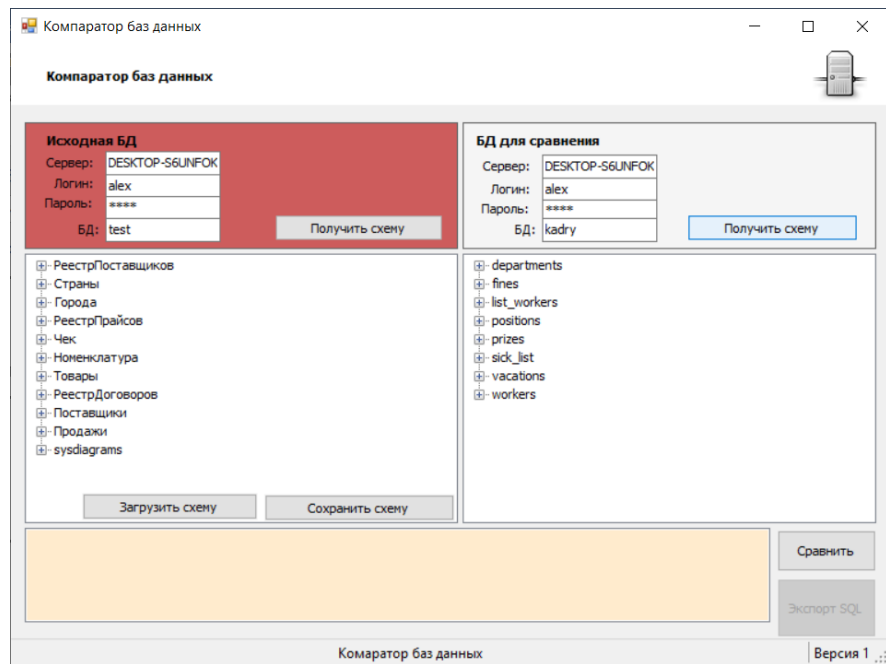 Компаратор баз данных
Компаратор баз данных
Исходная БД
Сервер: DESKTOP-S6UNFOK
Логин: alex
Пароль: ****
БД: test
Получить схему
БД для сравнения
Сервер: DESKTOP-S6UNFOK
Логин: alex
Пароль: ****
БД: kadry
Получить схему
РеестрПоставщиков
Страны
Города
РеестрПрайсов
Чек
Номенклатура
Товары
РеестрДоговоров
Поставщики
Продажи
sysdiagrams
Загрузить схему
Сохранить схему
departments
fines
list_workers
positions
prizes
sick_list
vacations
workers
Сравнить
Экспорт SQL
Комаратор баз данных
Версия 1